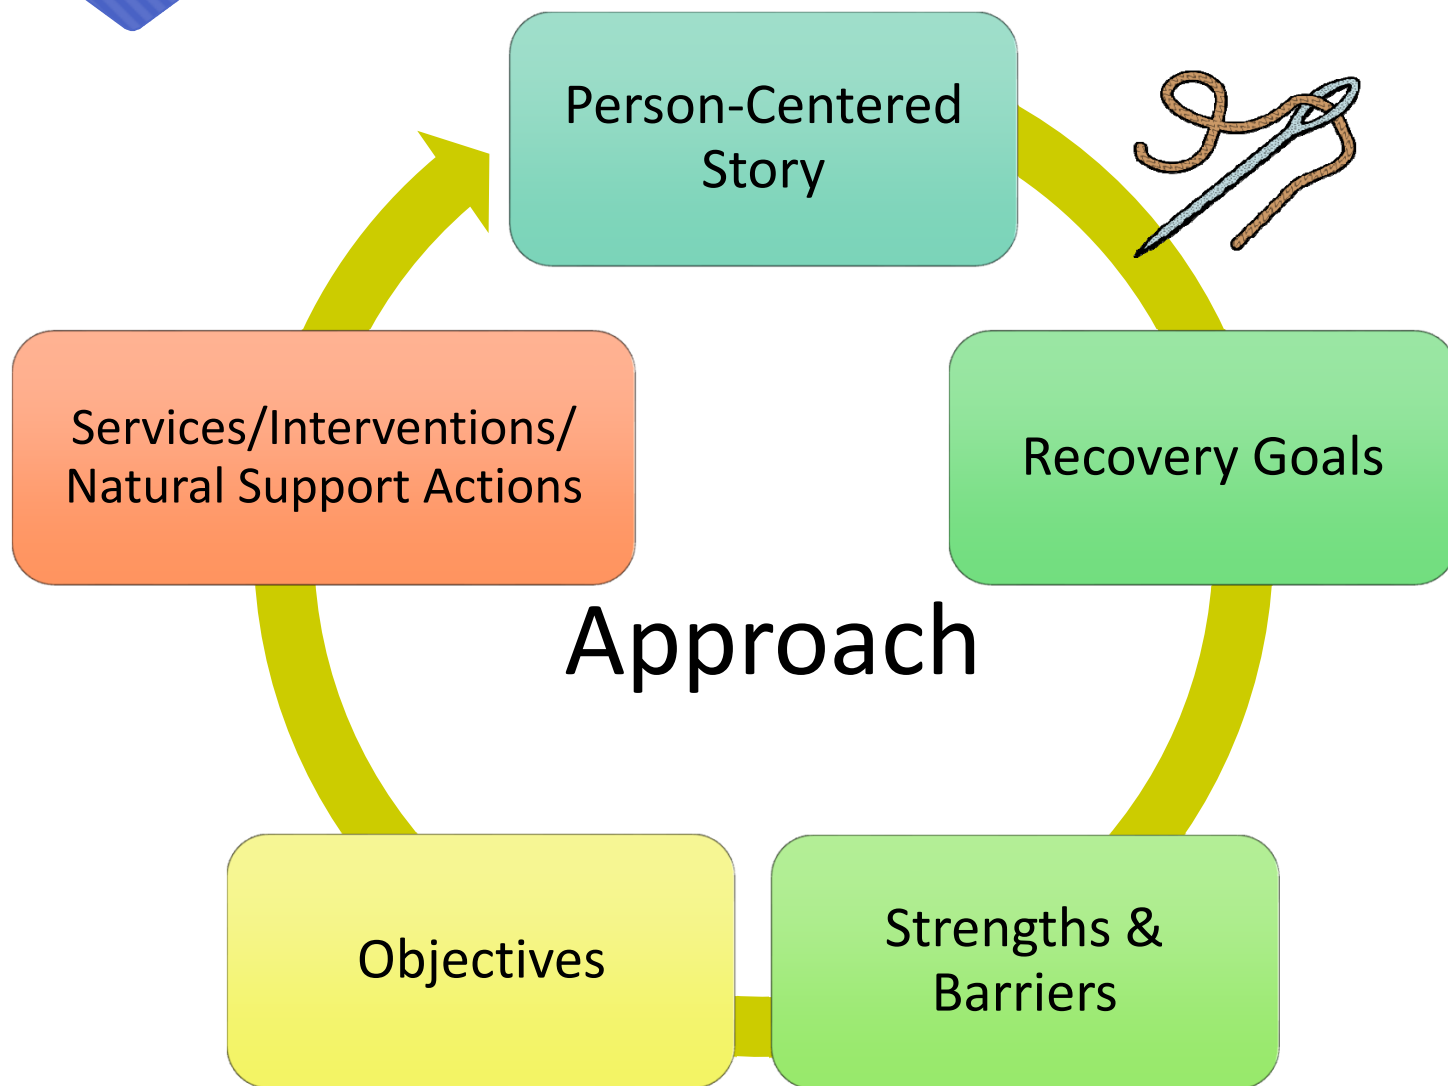 Person-Centered
Story
Recovery Goals
Strengths &
Barriers
Objectives
Services/Interventions/
Natural Support Actions
Approach